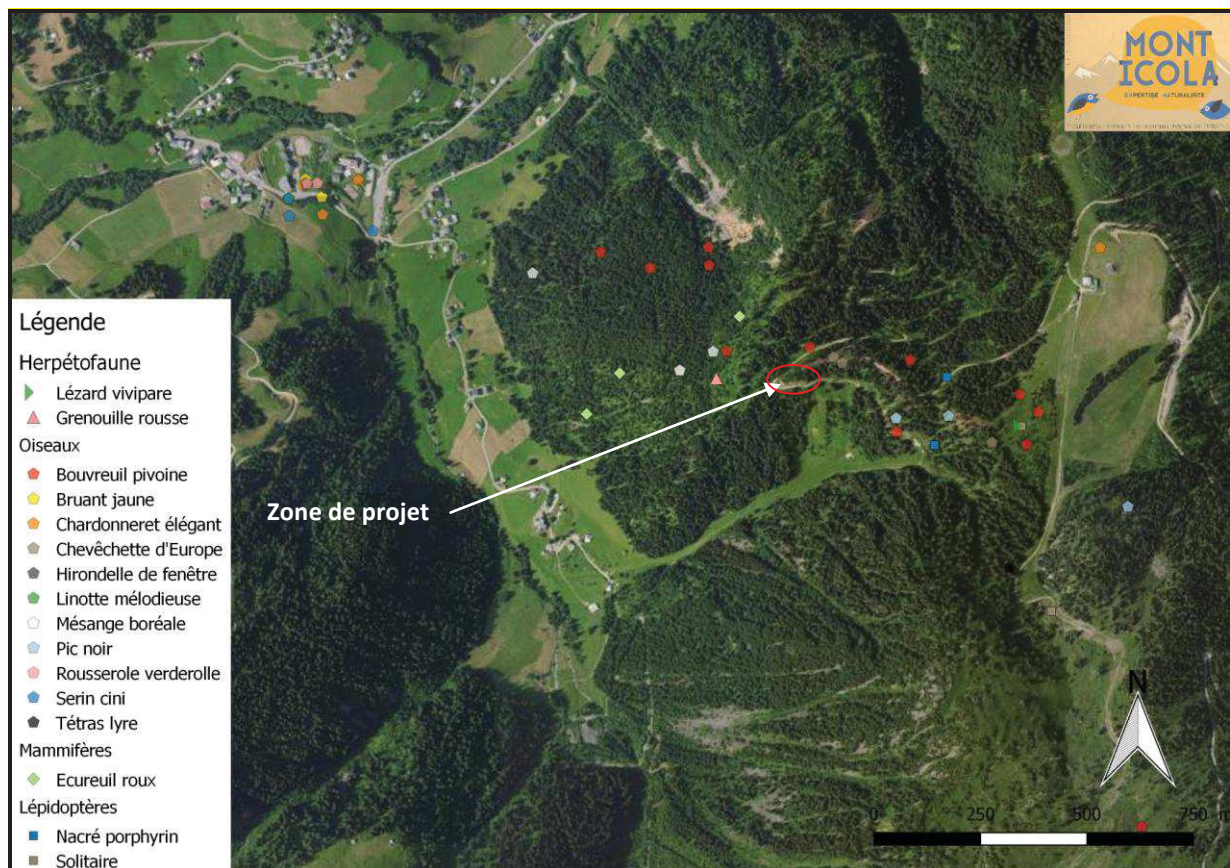 MONT
ICOLA
EXPERTISE NATURALISTE
Zone de projet
Légende
Herpétofaune
Lézard vivipare
Grenouille rousse
Oiseaux
Bouvreuil pivoine
Bruant jaune
Chardonneret élégant
Chevêchette d'Europe
Hirondelle de fenêtre
Linotte mélodieuse
Mésange boréale
Pic noir
Rousserole verderolle
Serin cini
Tétras lyre
Mammifères
Ecureuil roux
Lépidoptères
Nacré porphyrin
Solitaire
N
0 250 500 750 m